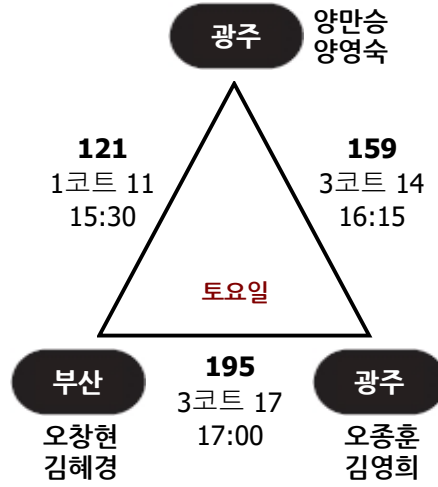 광주
양만승
양영숙
121
1코트 11
15:30
159
3코트 14
16:15
토요일
부산
오창현
김혜경
195
3코트 17
17:00
광주
오종훈
김영희